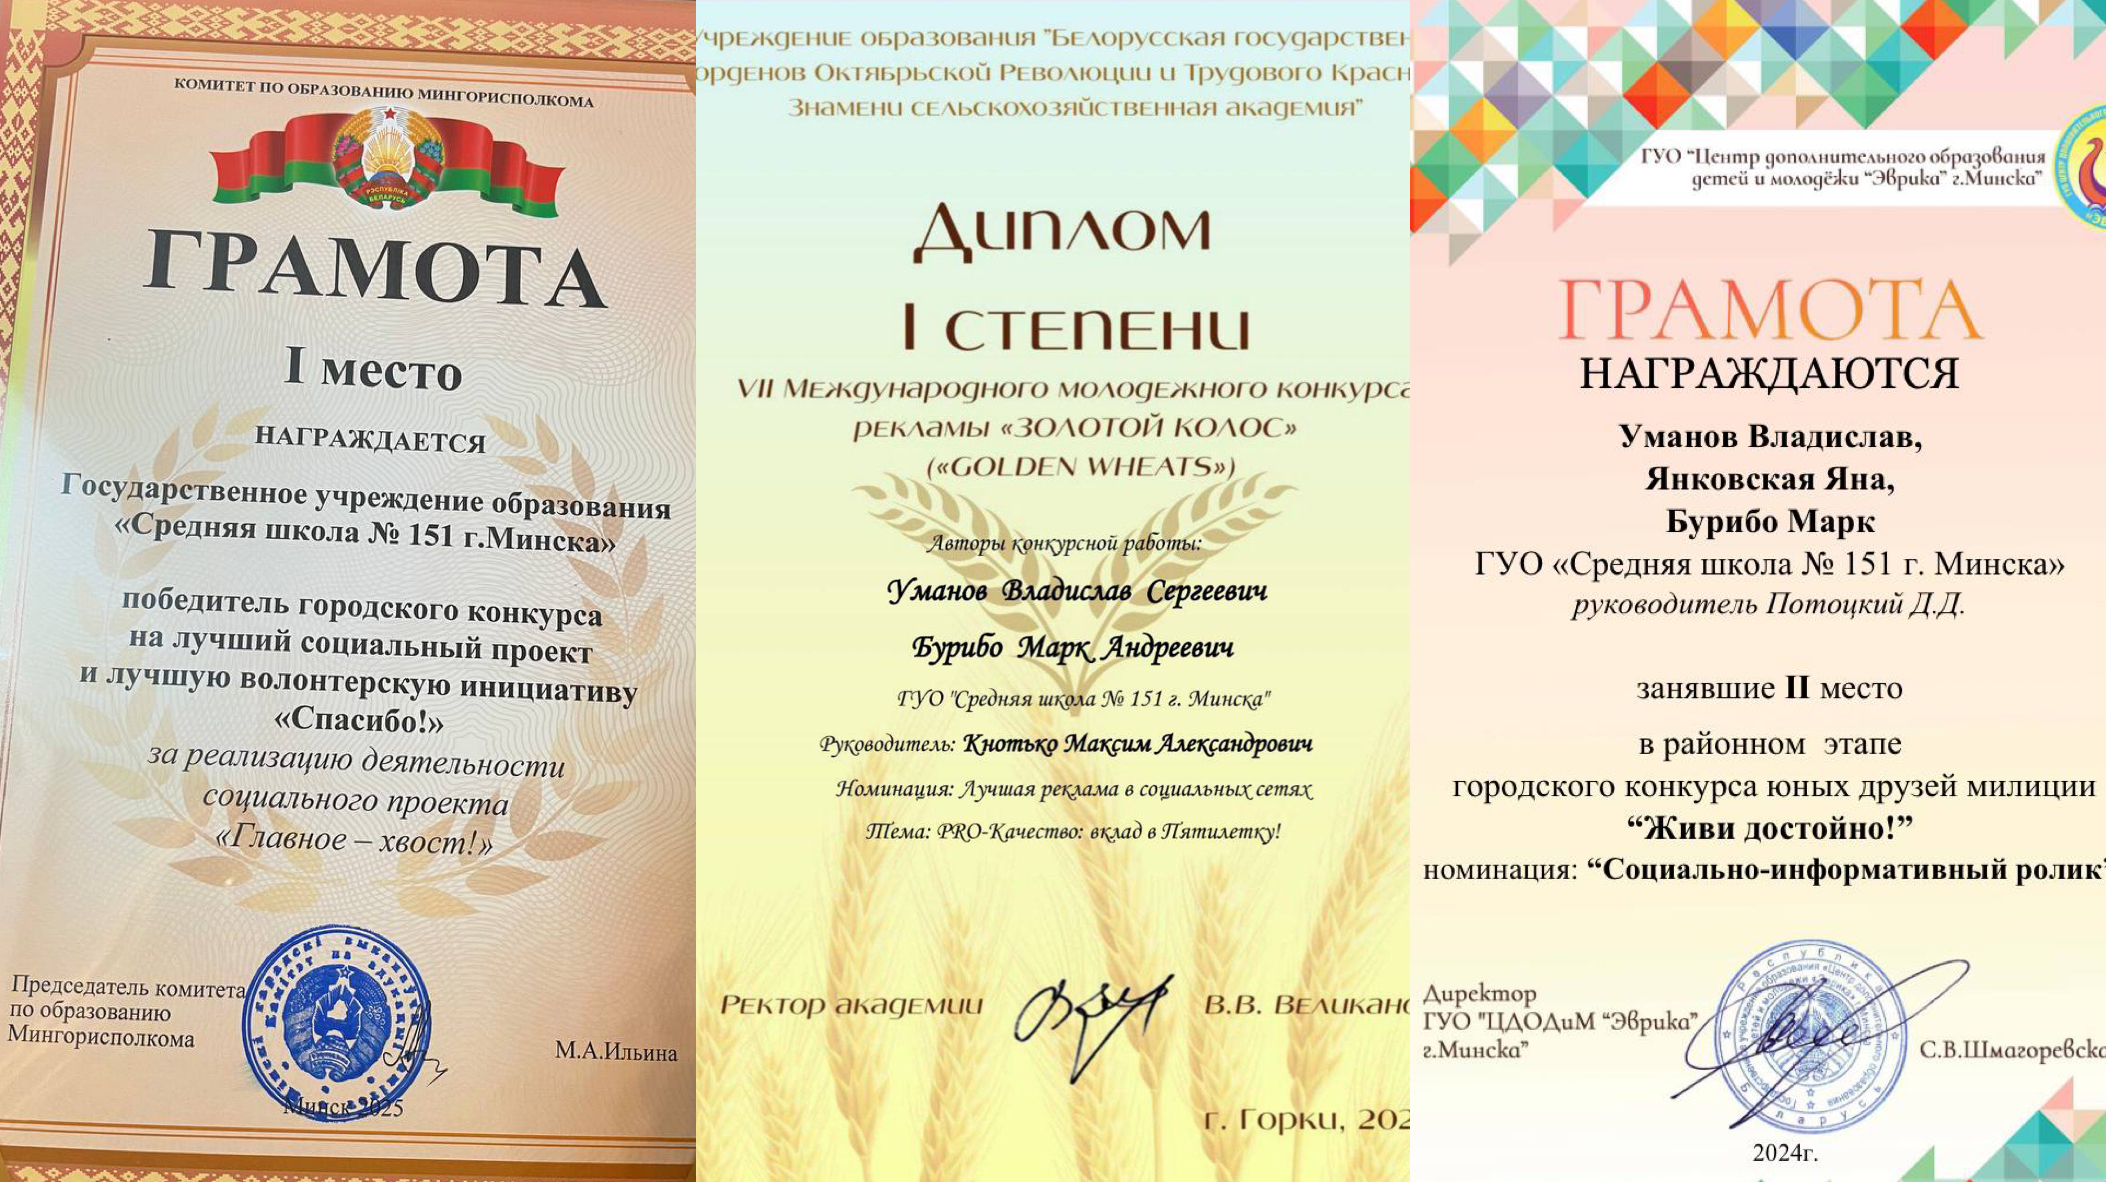 КОМИТЕТ ПО ОБРАЗОВАНИЮ МИНГОРИСПОЛКОМА
РЭСПУБЛІКА
БЕЛАРУСЬ
ГРАМОТА
I место
НАГРАЖДАЕТСЯ
Государственное учреждение образования
«Средняя школа № 151 г.Минска»
победитель городского конкурса
на лучший социальный проект
и лучшую волонтерскую инициативу
«Спасибо!»
за реализацию деятельности
социального проекта
«Главное – хвост!»
Председатель комитета
по образованию
Мингорисполкома
М.А.Ильина
Минск 2025
Учреждение образования "Белорусская государствен
орденов Октябрьской Революции и Трудового Красн
Знамени сельскохозяйственная академия"
Диплом
I степени
VII Международного молодежного конкурса
рекламы «ЗОЛОТОЙ КОЛОС»
(«GOLDEN WHEATS»)
Авторы конкурсной работы:
Уманов Владислав Сергеевич
Бурибо Марк Андреевич
ГУО "Средняя школа № 151 г. Минска"
Руководитель: Кнотько Максим Александрович
Номинация: Лучшая реклама в социальных сетях
Тема: PRO-Качество: вклад в Пятилетку!
Ректор академии
В.В. Великано
г. Горки, 202
ГУО “Центр дополнительного образования
детей и молодёжи “Эврика” г.Минска”
ГРАМОТА
НАГРАЖДАЮТСЯ
Уманов Владислав,
Янковская Яна,
Бурибо Марк
ГУО «Средняя школа № 151 г. Минска»
руководитель Потоцкий Д.Д.
занявшие II место
в районном этапе
городского конкурса юных друзей милиции
“Живи достойно!”
номинация: “Социально-информативный ролик”
Директор
ГУО "ЦДОДиМ “Эврика”
г.Минска”
С.В.Шмагоревска
2024г.